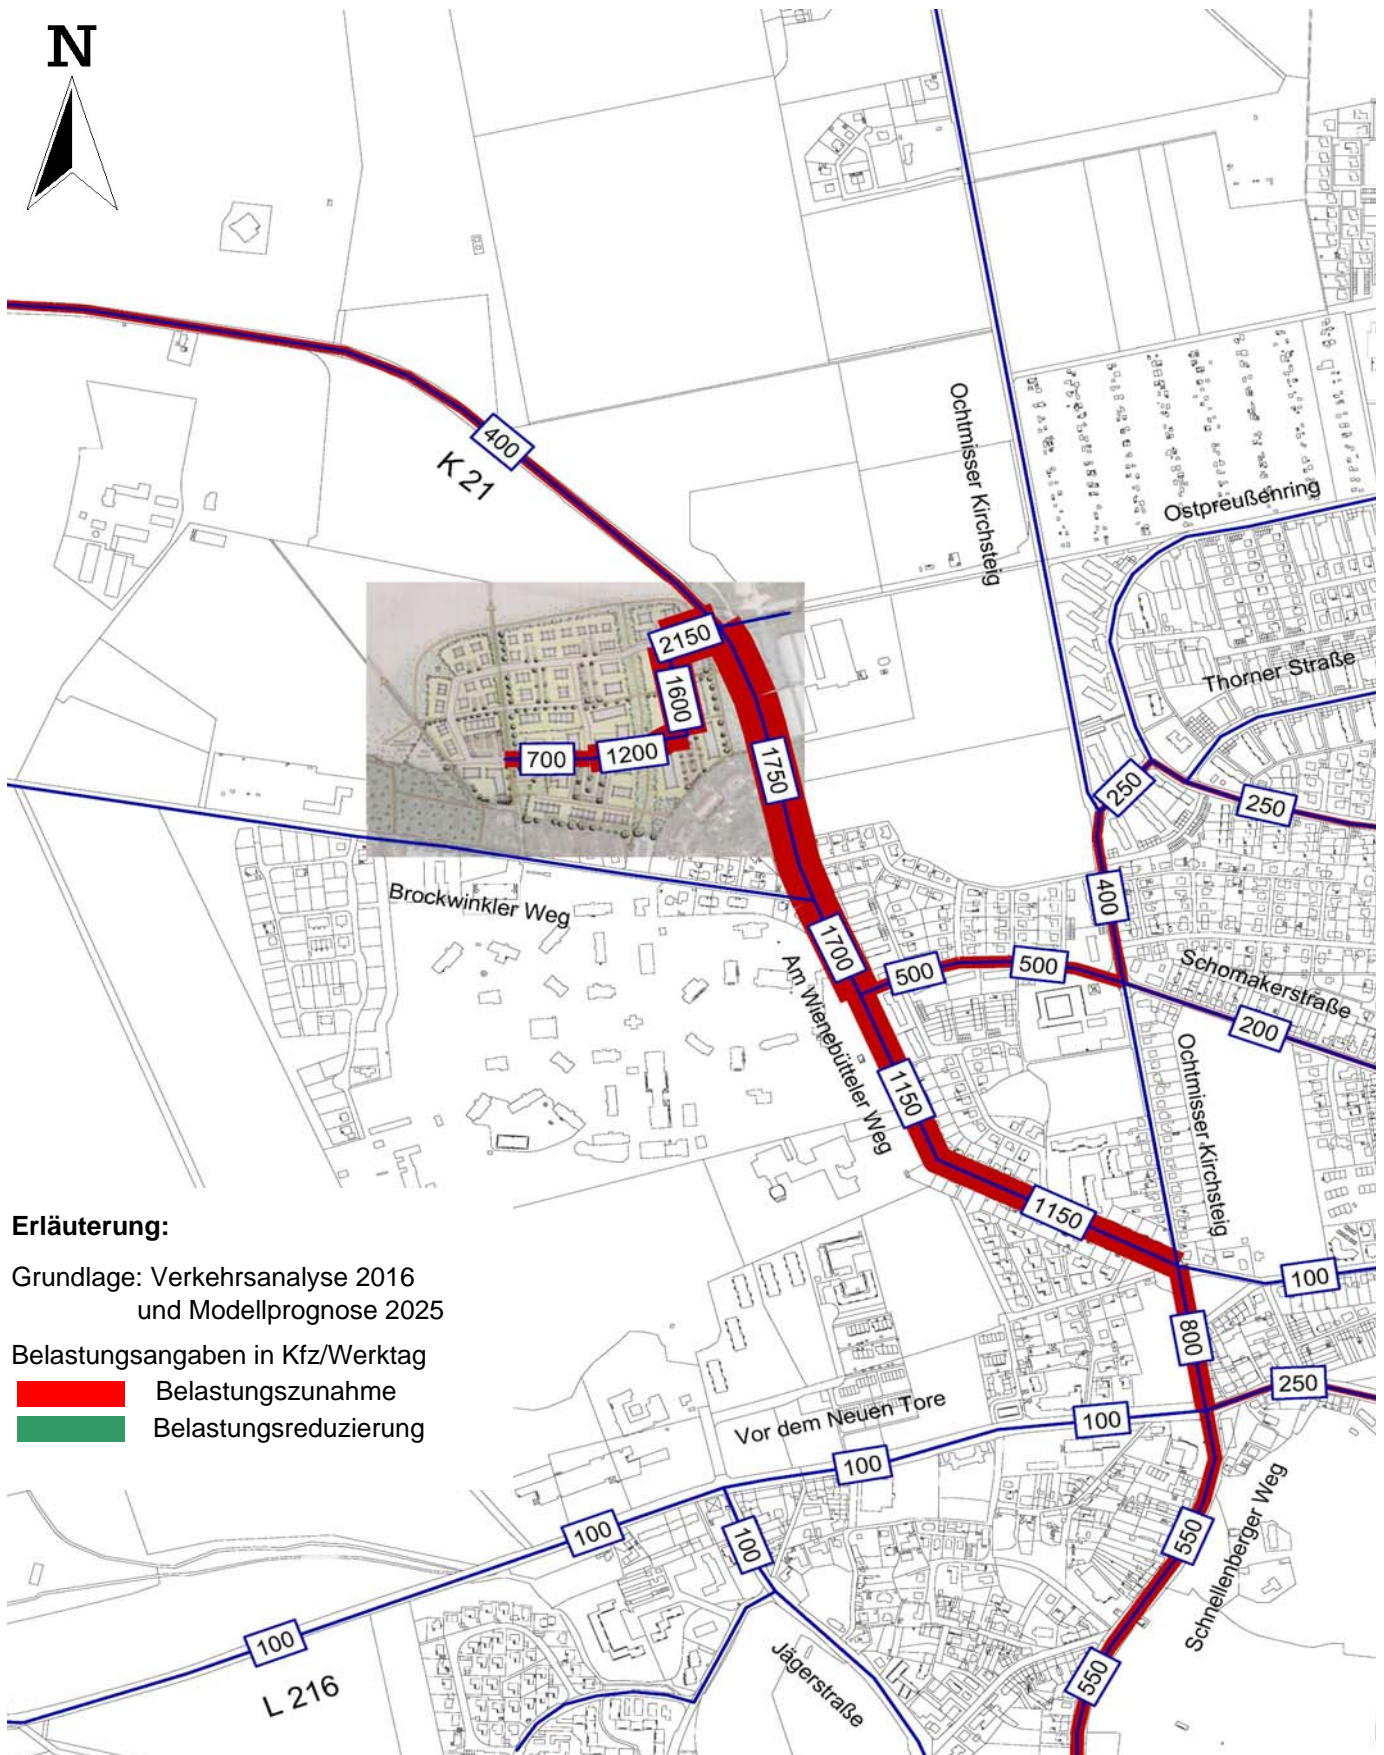 N
400
K 21
Ochtmisser Kirchsteig
Ostpreußenring
Thorner Straße
2150
1600
700
1200
1750
250
250
400
Brockwinkler Weg
1700
500
500
Schomakerstraße
200
Am Wienebütteler Weg
1150
Ochtmisser Kirchsteig
1150
100
800
250
Erläuterung:
Grundlage: Verkehrsanalyse 2016
und Modellprognose 2025
Belastungsangaben in Kfz/Werktag
Belastungszunahme
Belastungsreduzierung
Vor dem Neuen Tore
100
100
100
100
550
Schnellenberger Weg
100
L 216
Jägerstraße
550